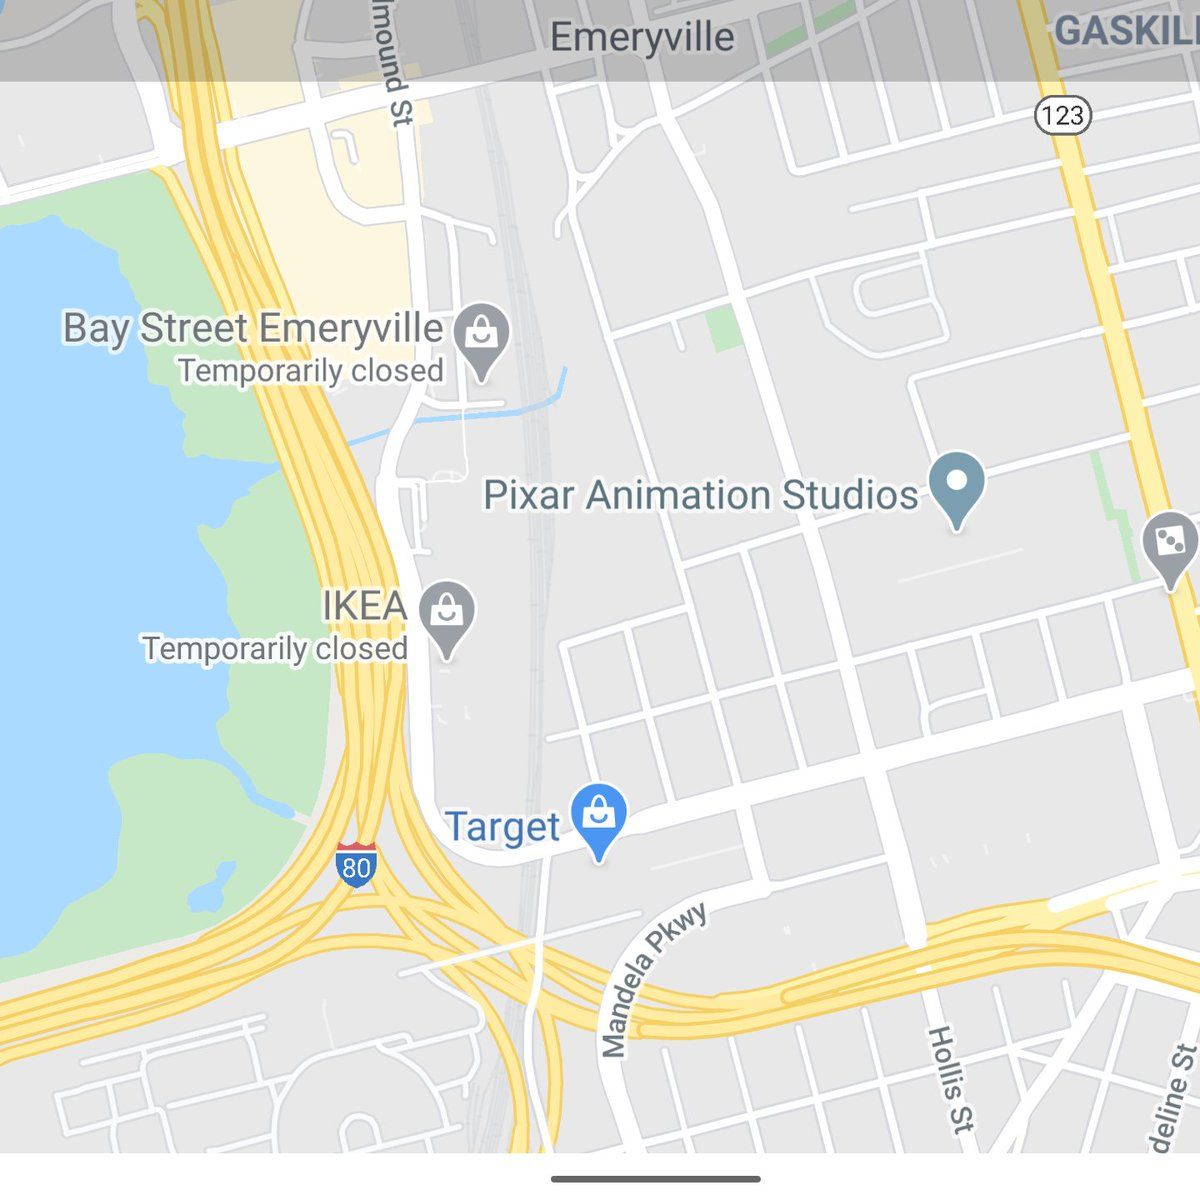 Emeryville
GASKILL
lmound St
123
Bay Street Emeryville
Temporarily closed
Pixar Animation Studios
IKEA
Temporarily closed
Target
80
Mandela Pkwy
Hollis St
deline St